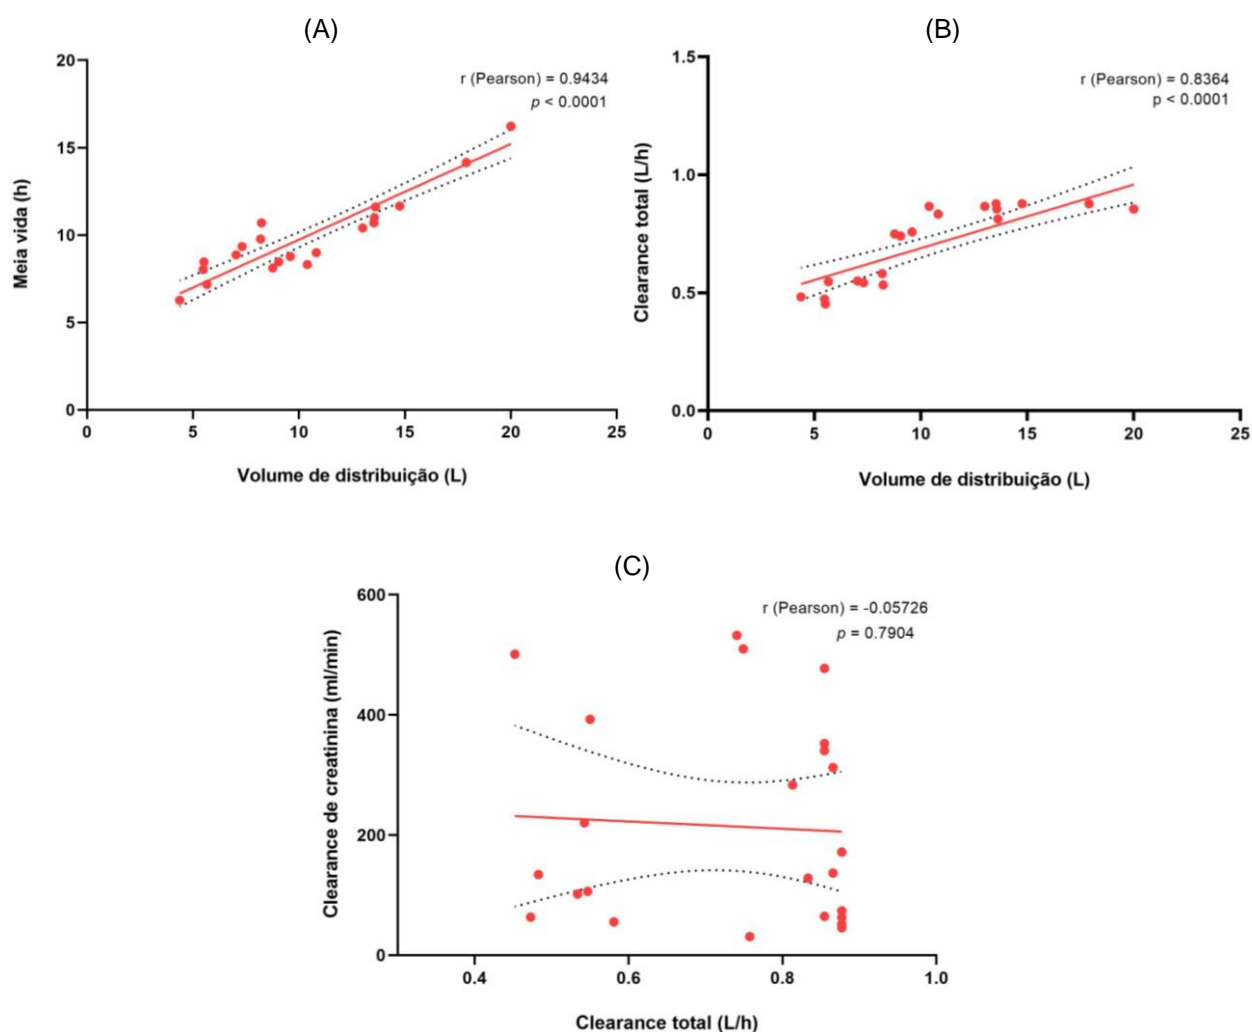 (A)
20
15
10
5
0
0
5
10
15
20
25
Meia vida (h)
r (Pearson) = 0.9434
p < 0.0001
Volume de distribuição (L)
(B)
1.5
1.0
0.5
0.0
0
5
10
15
20
25
Clearance total (L/h)
r (Pearson) = 0.8364
p < 0.0001
Volume de distribuição (L)
(C)
600
400
200
0
0.4
0.6
0.8
1.0
Clearance de creatinina (ml/min)
r (Pearson) = -0.05726
p = 0.7904
Clearance total (L/h)